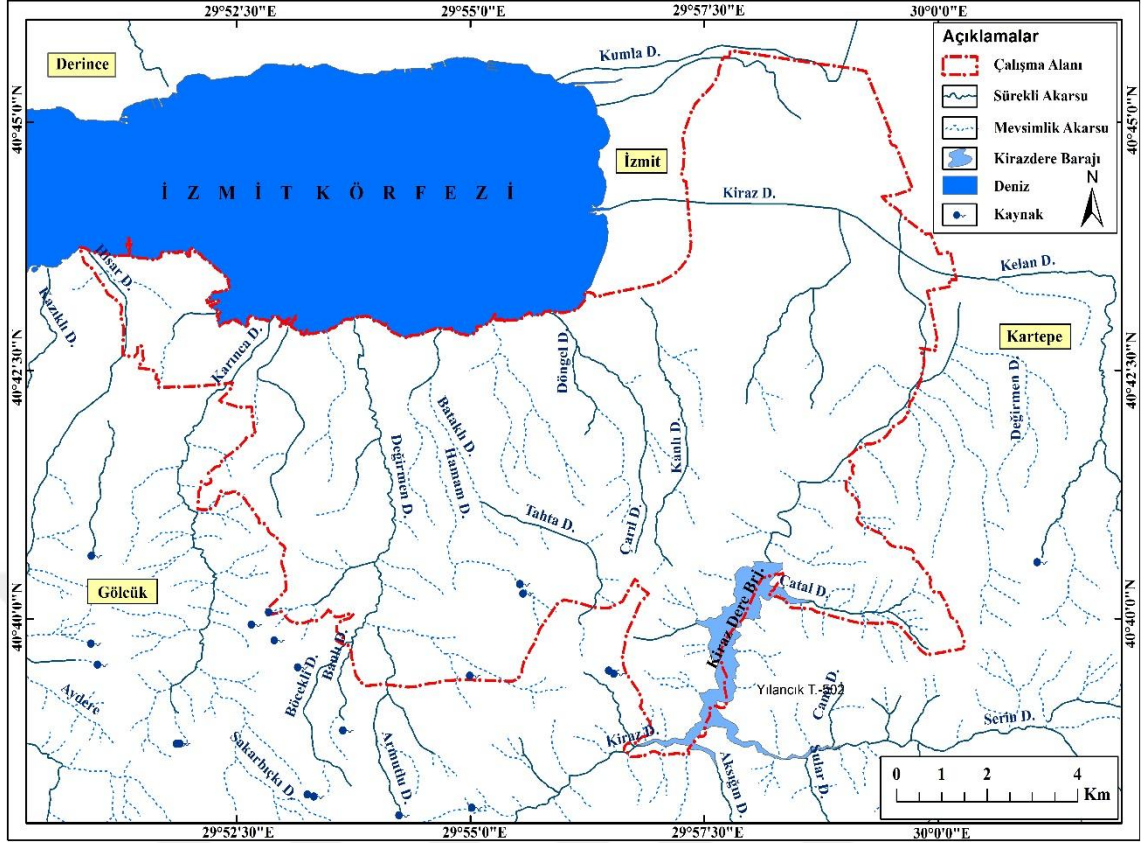 29°52'30"E
29°55'0"E
29°57'30"E
30°0'0"E
40°45'0"N
40°45'0"N
40°42'30"N
40°42'30"N
40°40'0"N
40°40'0"N
Açıklamalar
Çalışma Alanı
Sürekli Akarsu
Mevsimlik Akarsu
Kirazdere Barajı
Deniz
Kaynak
N
Derince
Kumla D.
İzmit
İ Z M İ T K Ö R F E Z İ
Kiraz D.
Kelan D.
Hisar D.
Kazıklı D.
Karınca D.
Döngel D.
Kartepe
Değirmen D.
Bataklı D.
Hamam D.
Değirmen D.
Kanlı D.
Tahta D.
Çarıl D.
Gölcük
Çatal D.
Kiraz Dere Brj.
Banlı D.
Böcekli D.
Yılancık T.-802
Cami D.
Aydere
Serin D.
Kiraz D.
Sakarbıçkı D.
Armutlu D.
Aksığın D.
Sular D.
0 1 2 4
Km
29°52'30"E
29°55'0"E
29°57'30"E
30°0'0"E